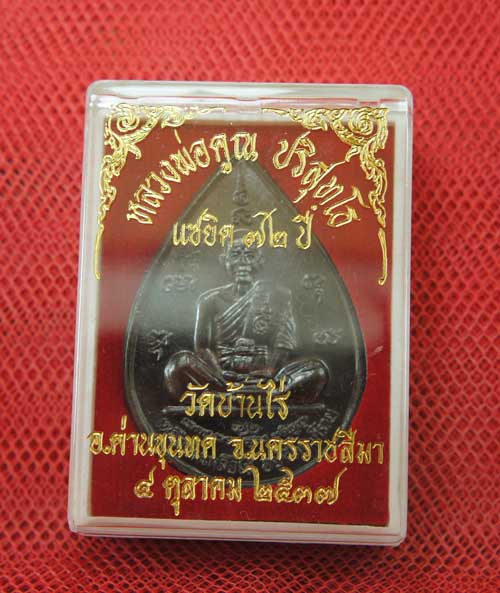 หลวงพ่อคูณ ปริสุทฺโธ
แซยิด ๗๒ ปี
วัดบ้านไร่
อ.ด่านขุนทด จ.นครราชสีมา
๔ ตุลาคม ๒๕๓๗